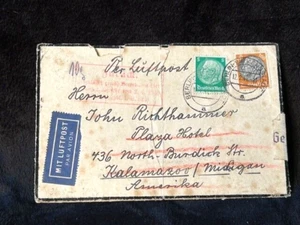 Per Luftpost
Deutsches Reich
Herrn
John Richthammer
Plaza Hotel
436 North-Burdick Str.
Kalamazoo/Michigan
Amerika
MIT LUFTPOST
PAR AVION